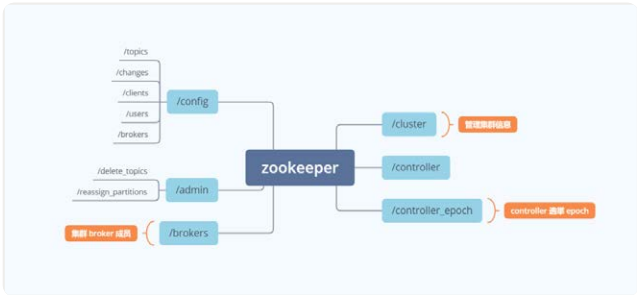 /topics
/changes
/clients
/users
/brokers
/config
/delete_topics
/reassign_partitions
/admin
集群 broker 成员
/brokers
zookeeper
/cluster
管理集群信息
/controller
/controller_epoch
controller 选举 epoch